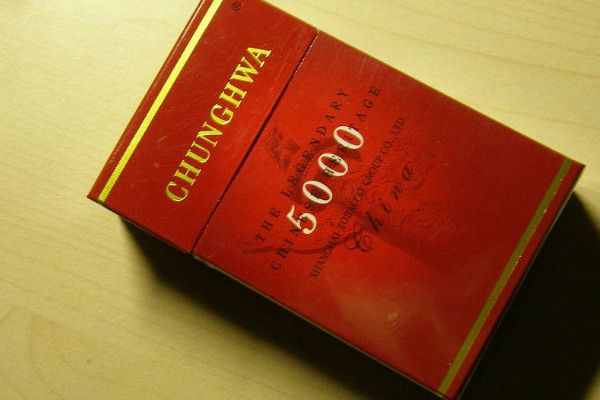 CHUNGHWA
®
5000
THE LEGENDARY
CHINESE HERITAGE
SHANGHAI TOBACCO GROUP CO., LTD.
China